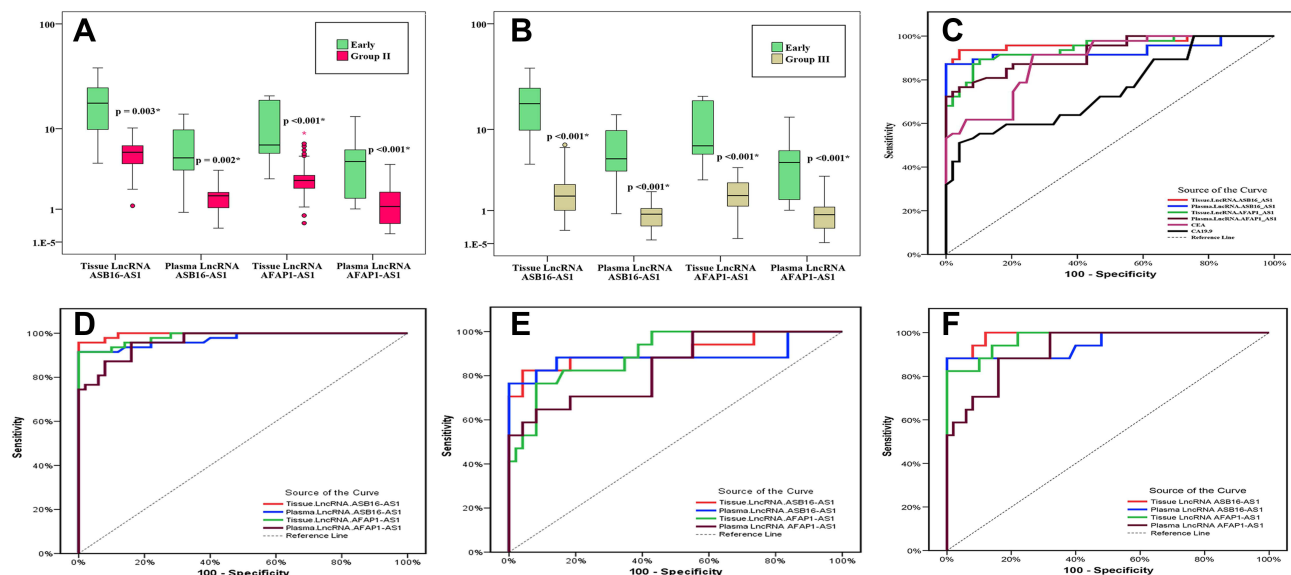 A
100
10
1
1.E-5
Early
Group II
p = 0.003*
p = 0.002*
p <0.001*
p <0.001*
Tissue LncRNA
ASB16-AS1
Plasma LncRNA
ASB16-AS1
Tissue LncRNA
AFAP1-AS1
Plasma LncRNA
AFAP1-AS1
B
100
10
1
1.E-5
Early
Group III
p <0.001*
p <0.001*
p <0.001*
p <0.001*
Tissue LncRNA
ASB16-AS1
Plasma LncRNA
ASB16-AS1
Tissue LncRNA
AFAP1-AS1
Plasma LncRNA
AFAP1-AS1
C
Sensitivity
100%
80%
60%
40%
20%
0%
Source of the Curve
Tissue.LncRNA.ASB16_AS1
Plasma.LncRNA.ASB16_AS1
Tissue.LncRNA.AFAP1_AS1
Plasma.LncRNA.AFAP1_AS1
CEA
CA19.9
Reference Line
0% 20% 40% 60% 80% 100%
100 - Specificity
D
Sensitivity
100%
80%
60%
40%
20%
0%
Source of the Curve
Tissue.LncRNA.ASB16-AS1
Plasma.LncRNA.ASB16-AS1
Tissue.LncRNA.AFAP1-AS1
Plasma.LncRNA.AFAP1-AS1
Reference Line
0% 20% 40% 60% 80% 100%
100 - Specificity
E
Sensitivity
100%
80%
60%
40%
20%
0%
Source of the Curve
Tissue.LncRNA.ASB16-AS1
Plasma.LncRNA.ASB16-AS1
Tissue.LncRNA.AFAP1-AS1
Plasma LncRNA AFAP1-AS1
Reference Line
0% 20% 40% 60% 80% 100%
100 - Specificity
F
Sensitivity
100%
80%
60%
40%
20%
0%
Source of the Curve
Tissue LncRNA ASB16-AS1
Plasma LncRNA ASB16-AS1
Tissue LncRNA AFAP1-AS1
Plasma LncRNA AFAP1-AS1
Reference Line
0% 20% 40% 60% 80% 100%
100 - Specificity